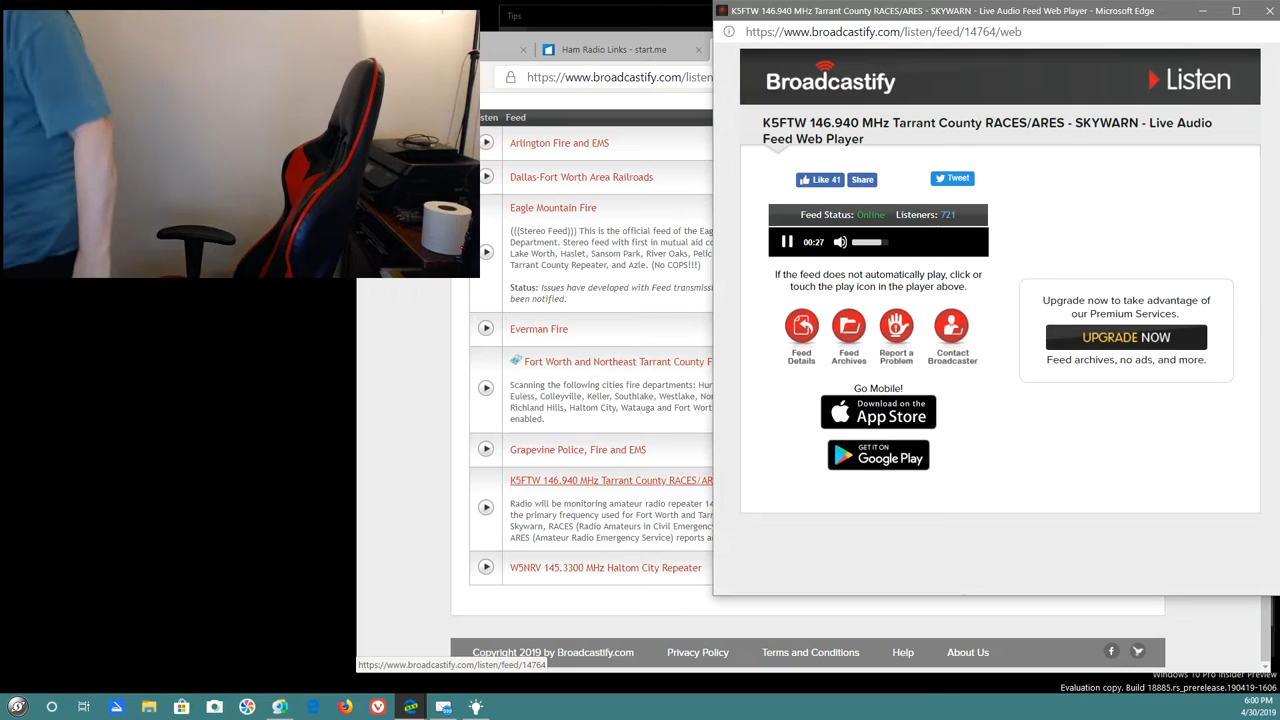 Tips
K5FTW 146.940 MHz Tarrant County RACES/ARES - SKYWARN - Live Audio Feed Web Player - Microsoft Edge
https://www.broadcastify.com/listen/feed/14764/web
Ham Radio Links - start.me
https://www.broadcastify.com/listen
Broadcastify
Listen
K5FTW 146.940 MHz Tarrant County RACES/ARES - SKYWARN - Live Audio
Feed Web Player
Like 41 Share
Tweet
Feed Status: Online Listeners: 721
00:27
If the feed does not automatically play, click or
touch the play icon in the player above.
Feed
Details
Feed
Archives
Report a
Problem
Contact
Broadcaster
Go Mobile!
Download on the
App Store
GET IT ON
Google Play
Upgrade now to take advantage of
our Premium Services.
UPGRADE NOW
Feed archives, no ads, and more.
sten Feed
Arlington Fire and EMS
Dallas-Fort Worth Area Railroads
Eagle Mountain Fire
(((Stereo Feed))) This is the official feed of the Eag
Department. Stereo feed with first in mutual aid co
Lake Worth, Haslet, Sansom Park, River Oaks, Pelic
Tarrant County Repeater, and Azle. (No COPS!!!)
Status: Issues have developed with Feed transmiss
been notified.
Everman Fire
Fort Worth and Northeast Tarrant County F
Scanning the following cities fire departments: Hur
Euless, Colleyville, Keller, Southlake, Westlake, Nor
Richland Hills, Haltom City, Watauga and Fort Wort
enabled.
Grapevine Police, Fire and EMS
K5FTW 146.940 MHz Tarrant County RACES/AR
Radio will be monitoring amateur radio repeater 14
the primary frequency used for Fort Worth and Tarr
Skywarn, RACES (Radio Amateurs in Civil Emergency
ARES (Amateur Radio Emergency Service) reports a
W5NRV 145.3300 MHz Haltom City Repeater
Copyright 2019 by Broadcastify.com Privacy Policy Terms and Conditions Help About Us
https://www.broadcastify.com/listen/feed/14764
Windows 10 Pro Insider Preview
Evaluation copy. Build 18885.rs_prerelease.190419-1606
6:00 PM
4/30/2019